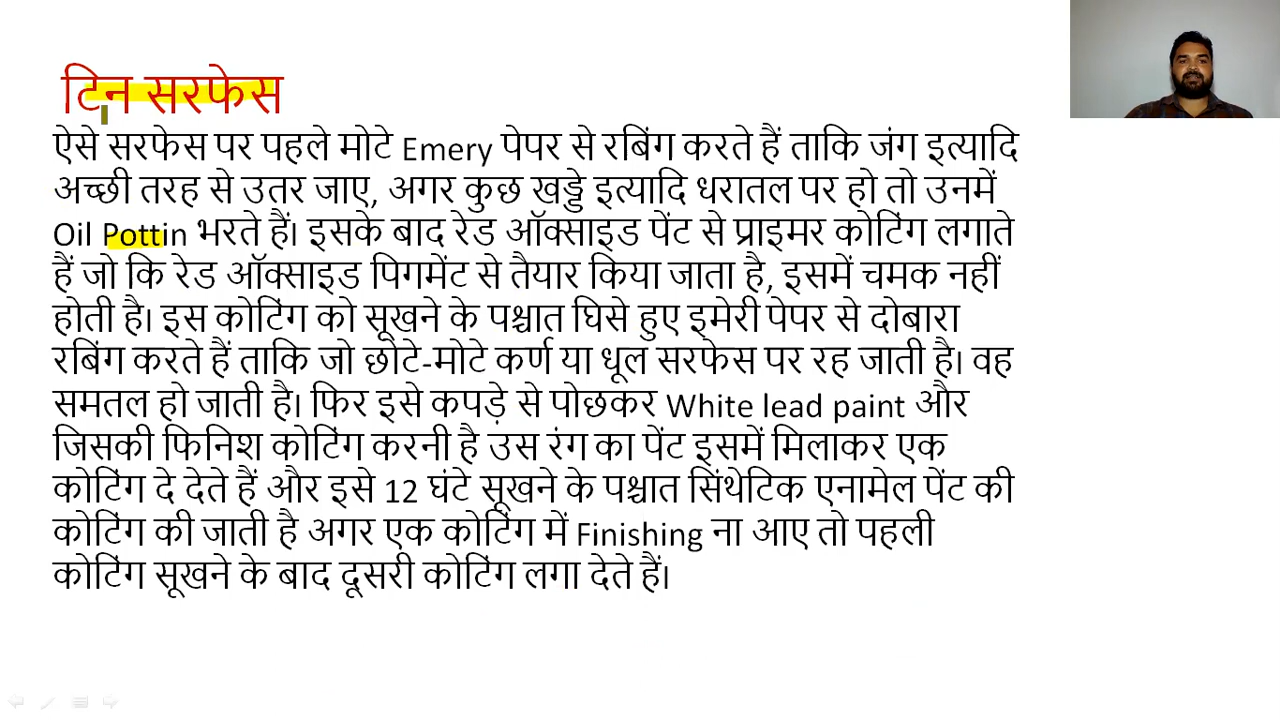 टिन सरफेस
ऐसे सरफेस पर पहले मोटे Emery पेपर से रबिंग करते हैं ताकि जंग इत्यादि
अच्छी तरह से उतर जाए, अगर कुछ खड्डे इत्यादि धरातल पर हो तो उनमें
Oil Pottin भरते हैं। इसके बाद रेड ऑक्साइड पेंट से प्राइमर कोटिंग लगाते
हैं जो कि रेड ऑक्साइड पिगमेंट से तैयार किया जाता है, इसमें चमक नहीं
होती है। इस कोटिंग को सूखने के पश्चात घिसे हुए इमेरी पेपर से दोबारा
रबिंग करते हैं ताकि जो छोटे-मोटे कर्ण या धूल सरफेस पर रह जाती है। वह
समतल हो जाती है। फिर इसे कपड़े से पोछकर White lead paint और
जिसकी फिनिश कोटिंग करनी है उस रंग का पेंट इसमें मिलाकर एक
कोटिंग दे देते हैं और इसे 12 घंटे सूखने के पश्चात सिंथेटिक एनामेल पेंट की
कोटिंग की जाती है अगर एक कोटिंग में Finishing ना आए तो पहली
कोटिंग सूखने के बाद दूसरी कोटिंग लगा देते हैं।